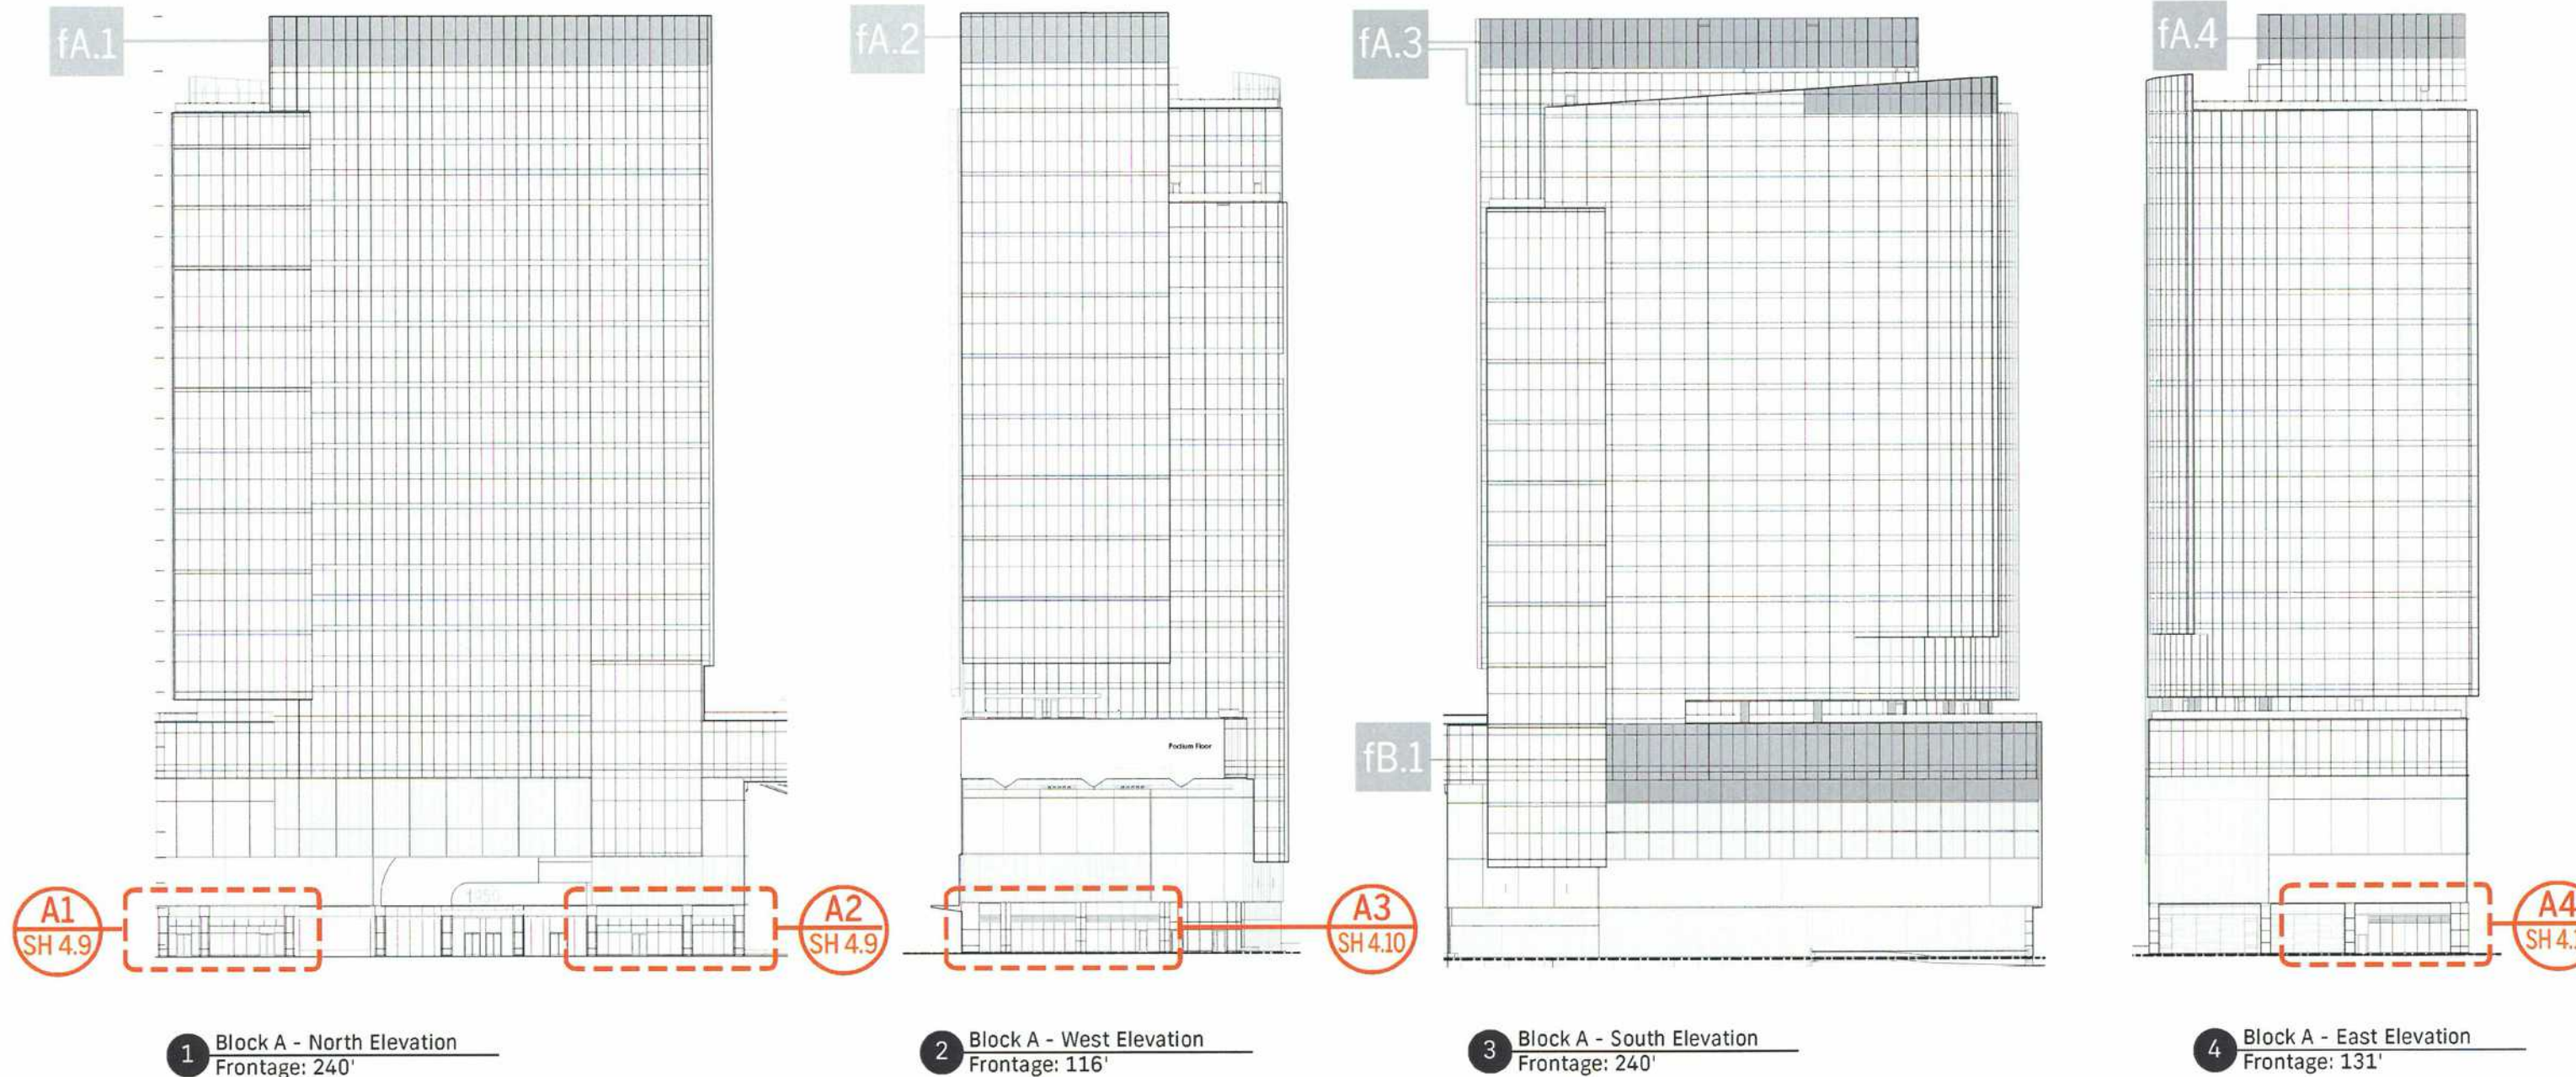 fA.1
fA.2
fA.3
fA.4
Podium Floor
fB.1
1350
A1
SH 4.9
A2
SH 4.9
A3
SH 4.10
A4
1 Block A - North Elevation
Frontage: 240'
2 Block A - West Elevation
Frontage: 116'
3 Block A - South Elevation
Frontage: 240'
4 Block A - East Elevation
Frontage: 131'